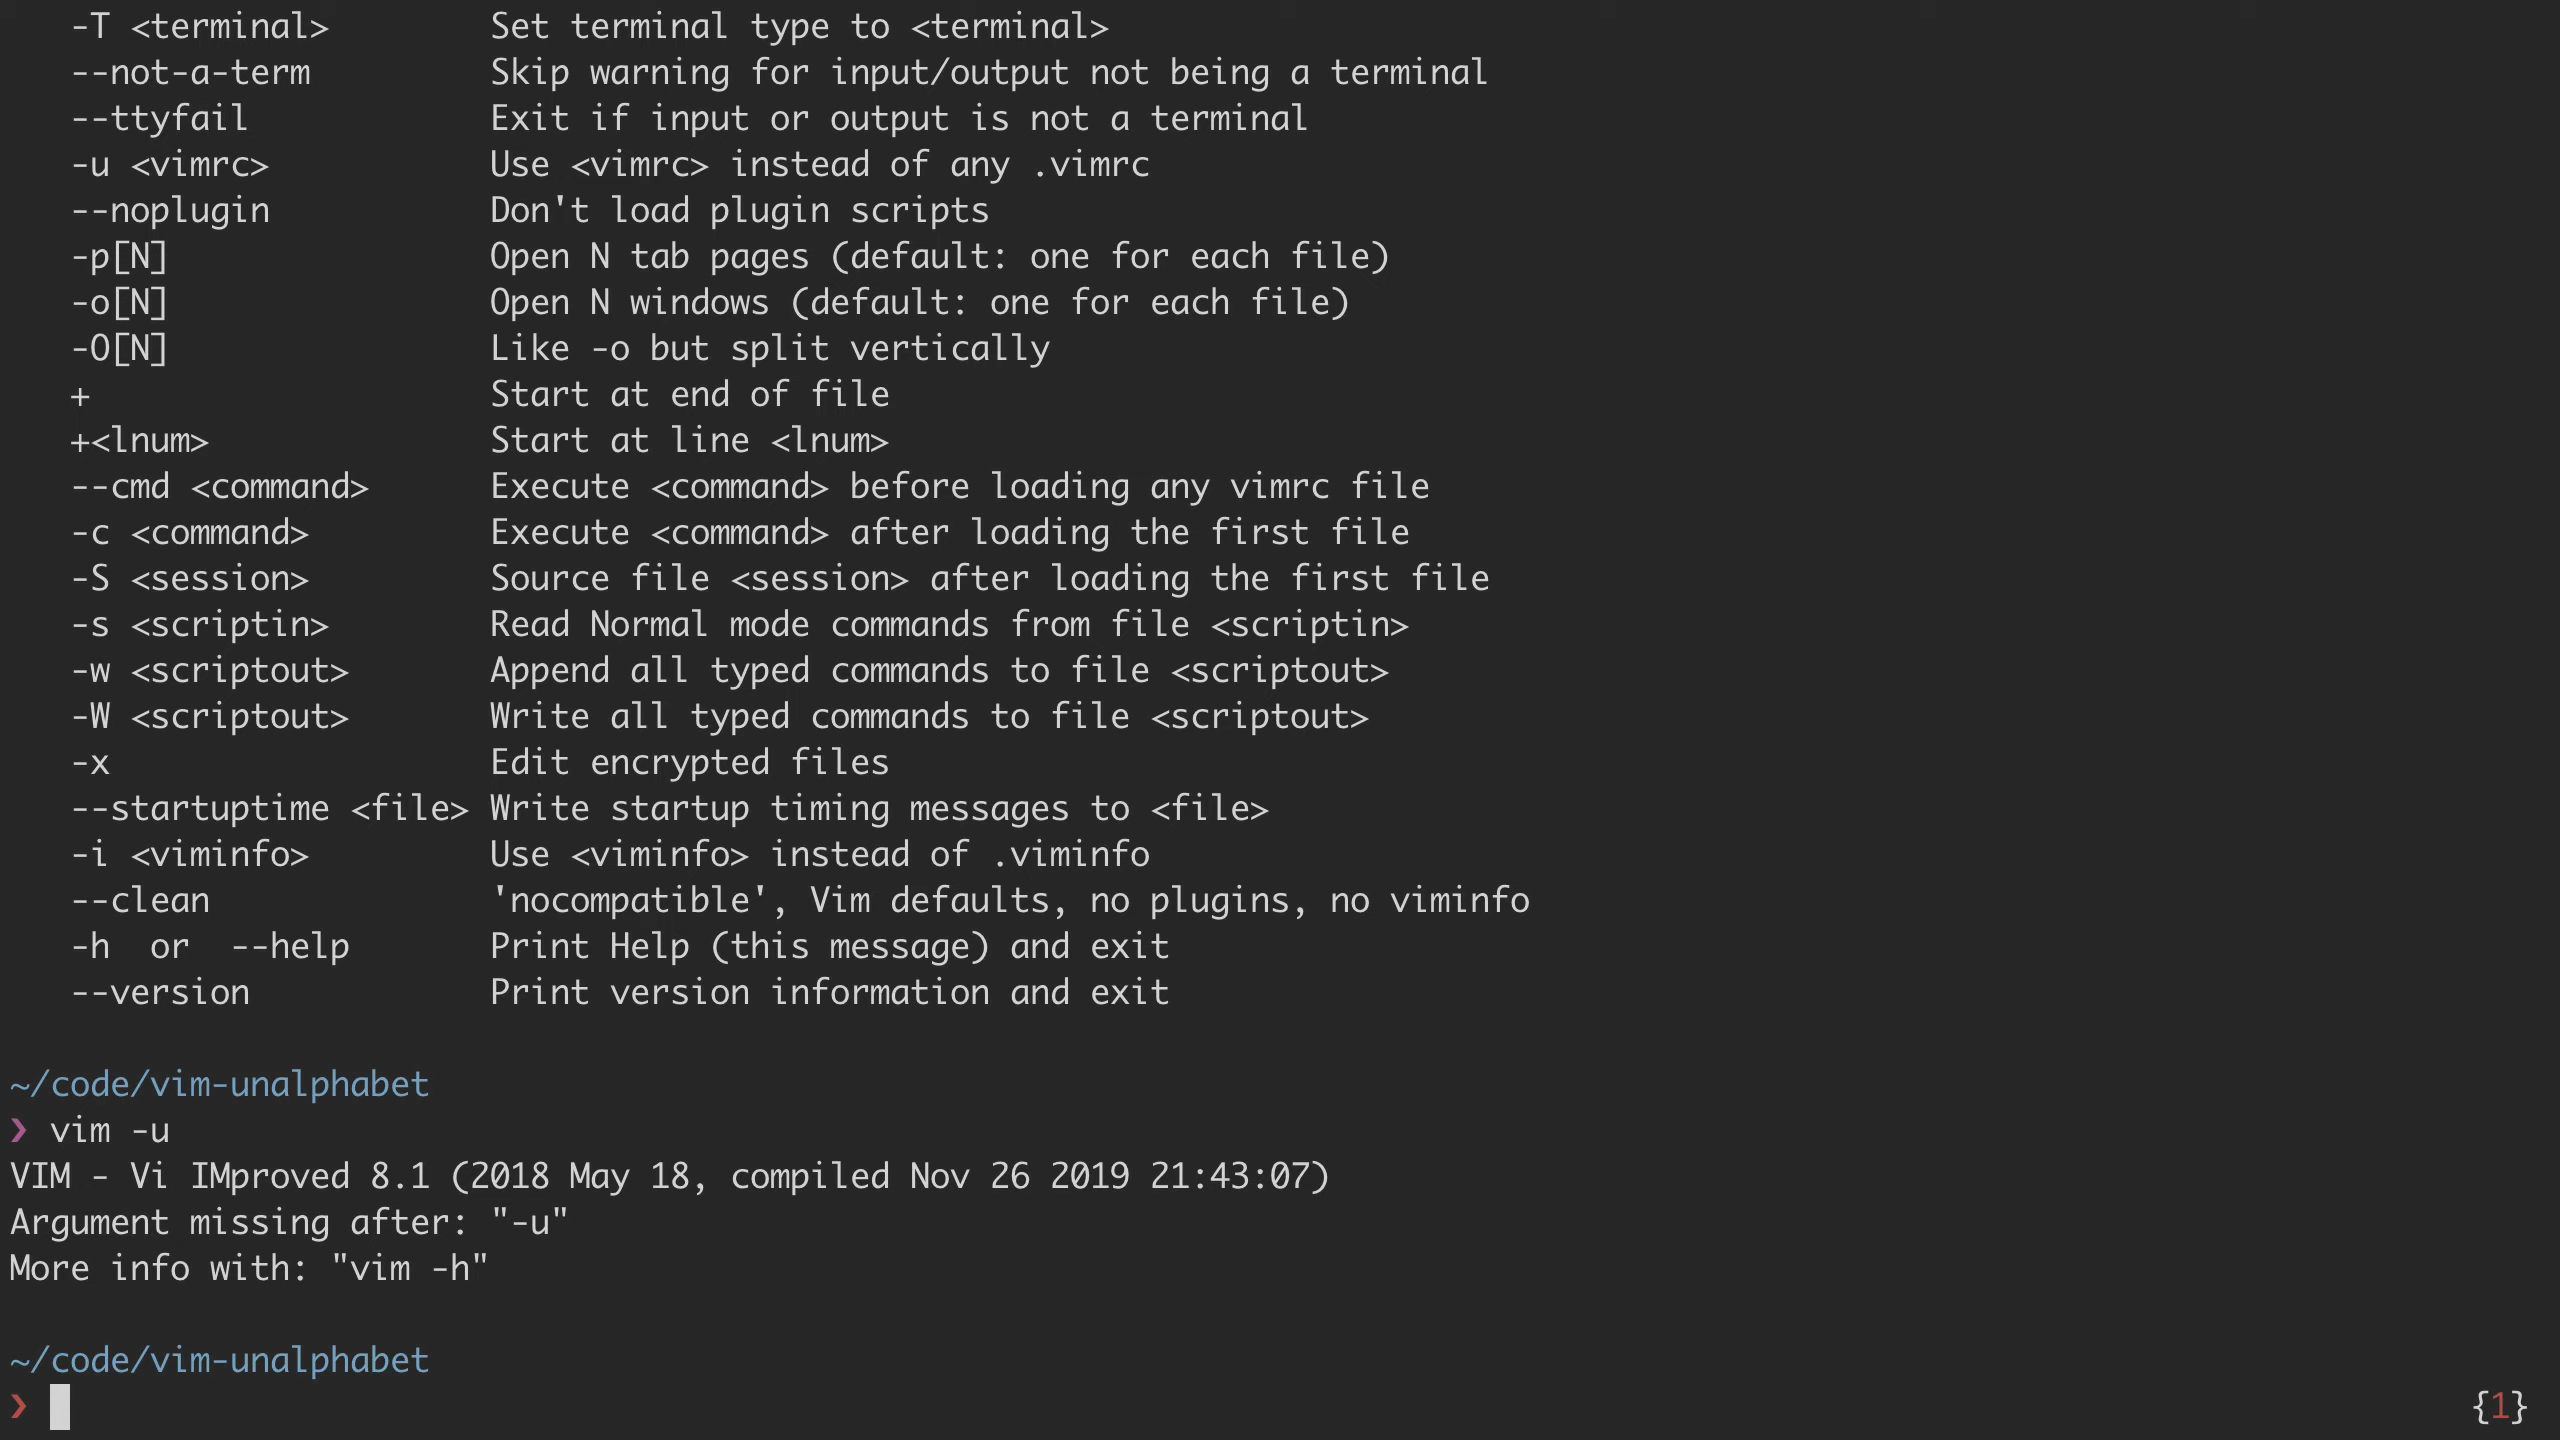 -T <terminal> Set terminal type to <terminal>
--not-a-term Skip warning for input/output not being a terminal
--ttyfail Exit if input or output is not a terminal
-u <vimrc> Use <vimrc> instead of any .vimrc
--noplugin Don't load plugin scripts
-p[N] Open N tab pages (default: one for each file)
-o[N] Open N windows (default: one for each file)
-O[N] Like -o but split vertically
+ Start at end of file
+<lnum> Start at line <lnum>
--cmd <command> Execute <command> before loading any vimrc file
-c <command> Execute <command> after loading the first file
-S <session> Source file <session> after loading the first file
-s <scriptin> Read Normal mode commands from file <scriptin>
-w <scriptout> Append all typed commands to file <scriptout>
-W <scriptout> Write all typed commands to file <scriptout>
-x Edit encrypted files
--startuptime <file> Write startup timing messages to <file>
-i <viminfo> Use <viminfo> instead of .viminfo
--clean 'nocompatible', Vim defaults, no plugins, no viminfo
-h or --help Print Help (this message) and exit
--version Print version information and exit
~/code/vim-unalphabet
❯ vim -u
VIM - Vi IMproved 8.1 (2018 May 18, compiled Nov 26 2019 21:43:07)
Argument missing after: "-u"
More info with: "vim -h"
~/code/vim-unalphabet
❯ {1}